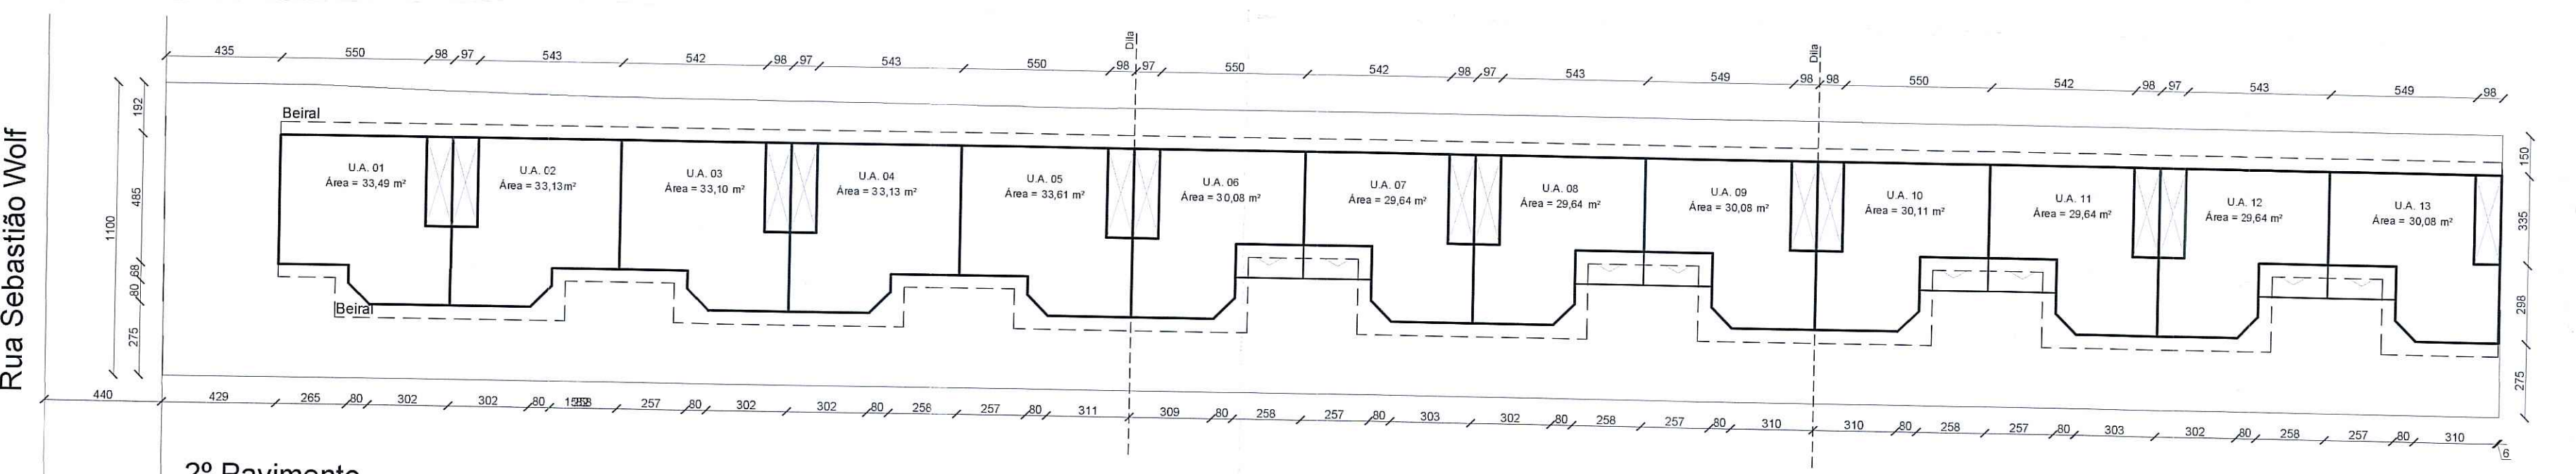 Rua Sebastião Wolf
435 550 98 97 543 542 98 97 543 550 98 97 550 542 98 97 543 549 98 98 550 542 98 97 543 549 98
Dila
Dila
192
485
1100
68
80
275
Beiral
U.A. 01
Área = 33,49 m²
U.A. 02
Área = 33,13m²
U.A. 03
Área = 33,10 m²
U.A. 04
Área = 33,13 m²
U.A. 05
Área = 33,61 m²
U.A. 06
Área = 30,08 m²
U.A. 07
Área = 29,64 m²
U.A. 08
Área = 29,64 m²
U.A. 09
Área = 30,08 m²
U.A. 10
Área = 30,11 m²
U.A. 11
Área = 29,64 m²
U.A. 12
Área = 29,64 m²
U.A. 13
Área = 30,08 m²
150
335
298
275
Beiral
440 429 265 80 302 302 80 257 80 302 302 80 258 257 80 311 309 80 258 257 80 303 302 80 258 257 80 310 310 80 258 257 80 303 302 80 258 257 80 310
6
2º Pavimento